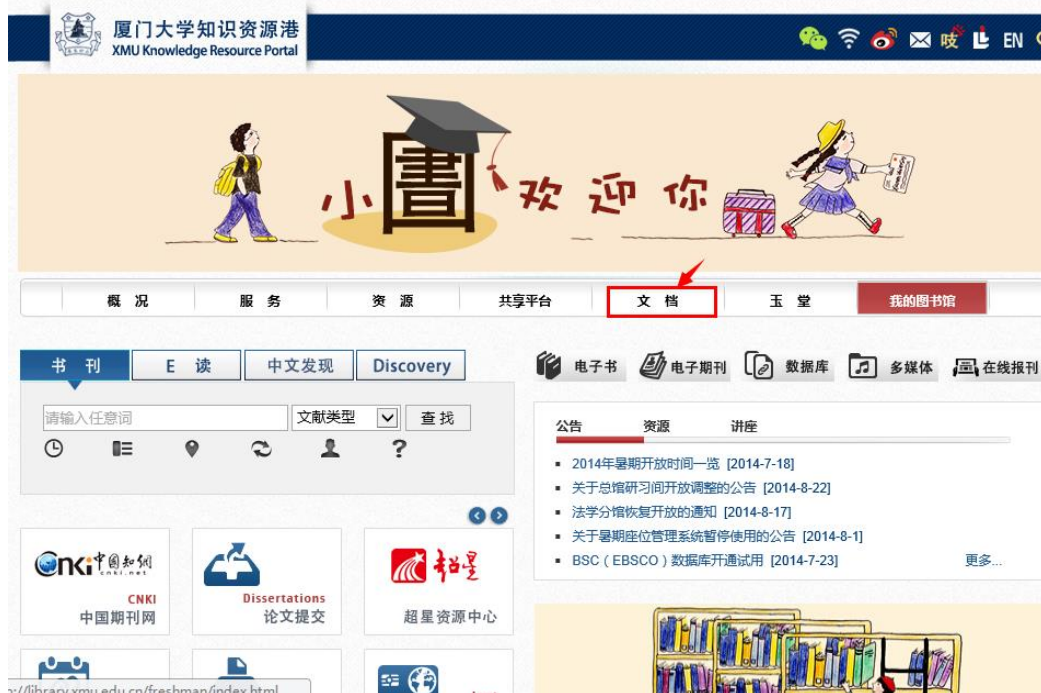 厦门大学知识资源港
XMU Knowledge Resource Portal
吱 EN
小圕欢迎你
概 况 服 务 资 源 共享平台 文 档 玉 堂 我的图书馆
书 刊 E 读 中文发现 Discovery
电子书 电子期刊 数据库 多媒体 在线报刊
请输入任意词 文献类型 查 找
?
公告 资源 讲座
2014年暑期开放时间一览 [2014-7-18]
关于总馆研习间开放调整的公告 [2014-8-22]
法学分馆恢复开放的通知 [2014-8-17]
关于暑期座位管理系统暂停使用的公告 [2014-8-1]
BSC（EBSCO）数据库开通试用 [2014-7-23] 更多...
Cnki 中国知网
cnki.net
CNKI
中国期刊网
Dissertations
论文提交
超星
超星资源中心
://library.xmu.edu.cn/freshman/index.html